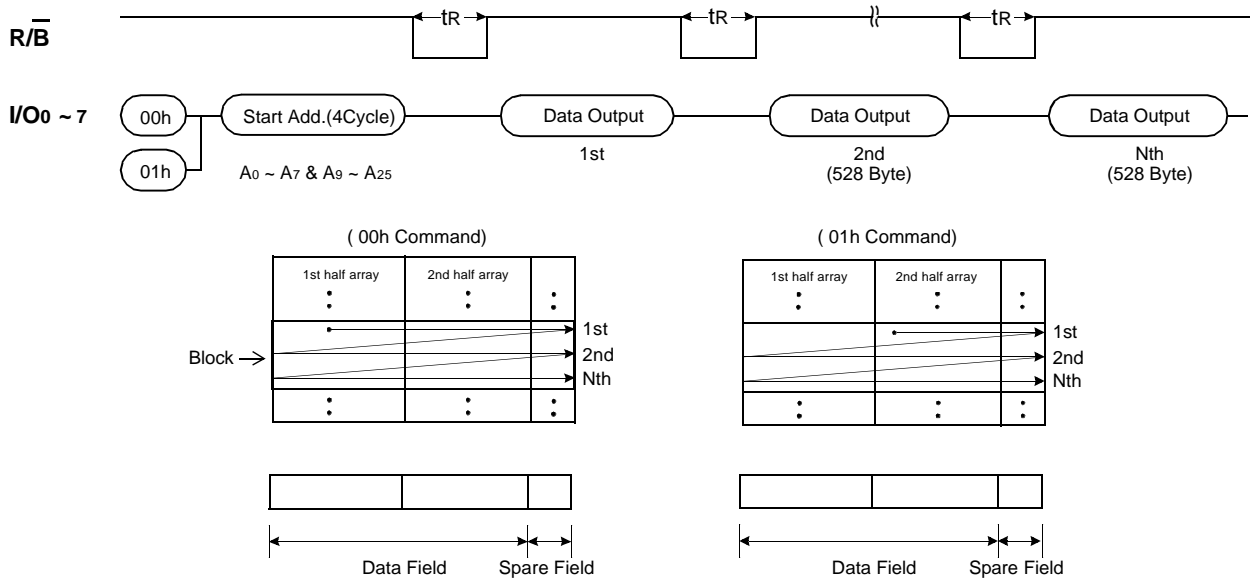 tR tR tR
R/B
I/O0 ~ 7 00h Start Add.(4Cycle) Data Output Data Output Data Output
01h A0 ~ A7 & A9 ~ A25 1st 2nd Nth
(528 Byte) (528 Byte)
( 00h Command) ( 01h Command)
1st half array 2nd half array 1st half array 2nd half array
1st 1st
Block 2nd 2nd
Nth Nth
Data Field Spare Field Data Field Spare Field